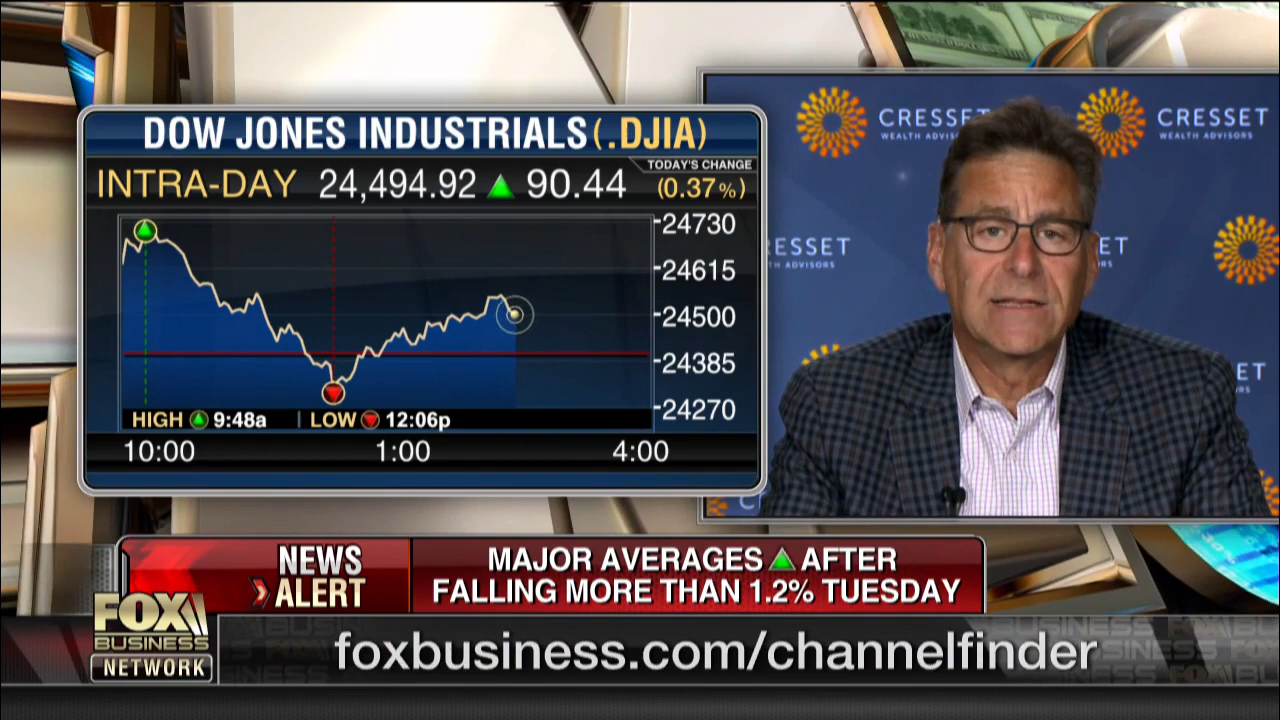 DOW JONES INDUSTRIALS (.DJIA)
TODAY'S CHANGE
INTRA-DAY 24,494.92 ▲ 90.44 (0.37%)
24730
24615
24500
24385
24270
HIGH ▲ 9:48a | LOW ▼ 12:06p
10:00 1:00 4:00
CRESSET
WEALTH ADVISORS
CRESSET
WEALTH ADVISORS
NEWS
ALERT
MAJOR AVERAGES ▲ AFTER
FALLING MORE THAN 1.2% TUESDAY
FOX
BUSINESS
NETWORK
foxbusiness.com/channelfinder